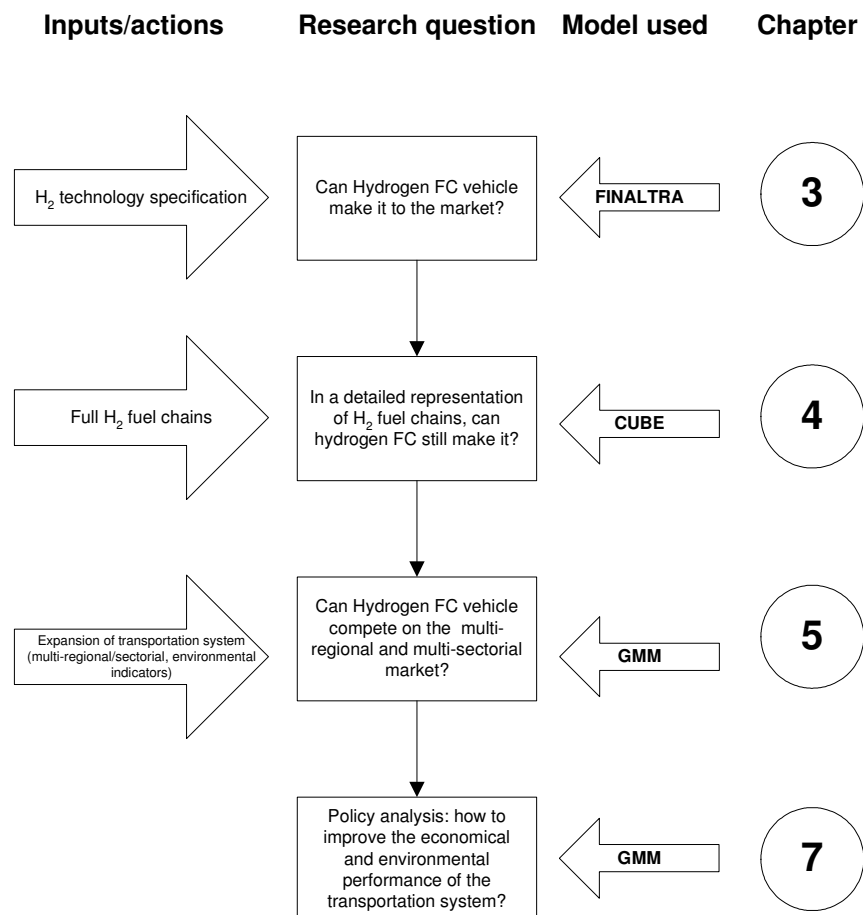 Inputs/actions Research question Model used Chapter
H₂ technology specification
Can Hydrogen FC vehicle
make it to the market?
FINALTRA
3
Full H₂ fuel chains
In a detailed representation
of H₂ fuel chains, can
hydrogen FC still make it?
CUBE
4
Expansion of transportation system
(multi-regional/sectorial, environmental
indicators)
Can Hydrogen FC vehicle
compete on the multi-
regional and multi-sectorial
market?
GMM
5
Policy analysis: how to
improve the economical
and environmental
performance of the
transportation system?
GMM
7